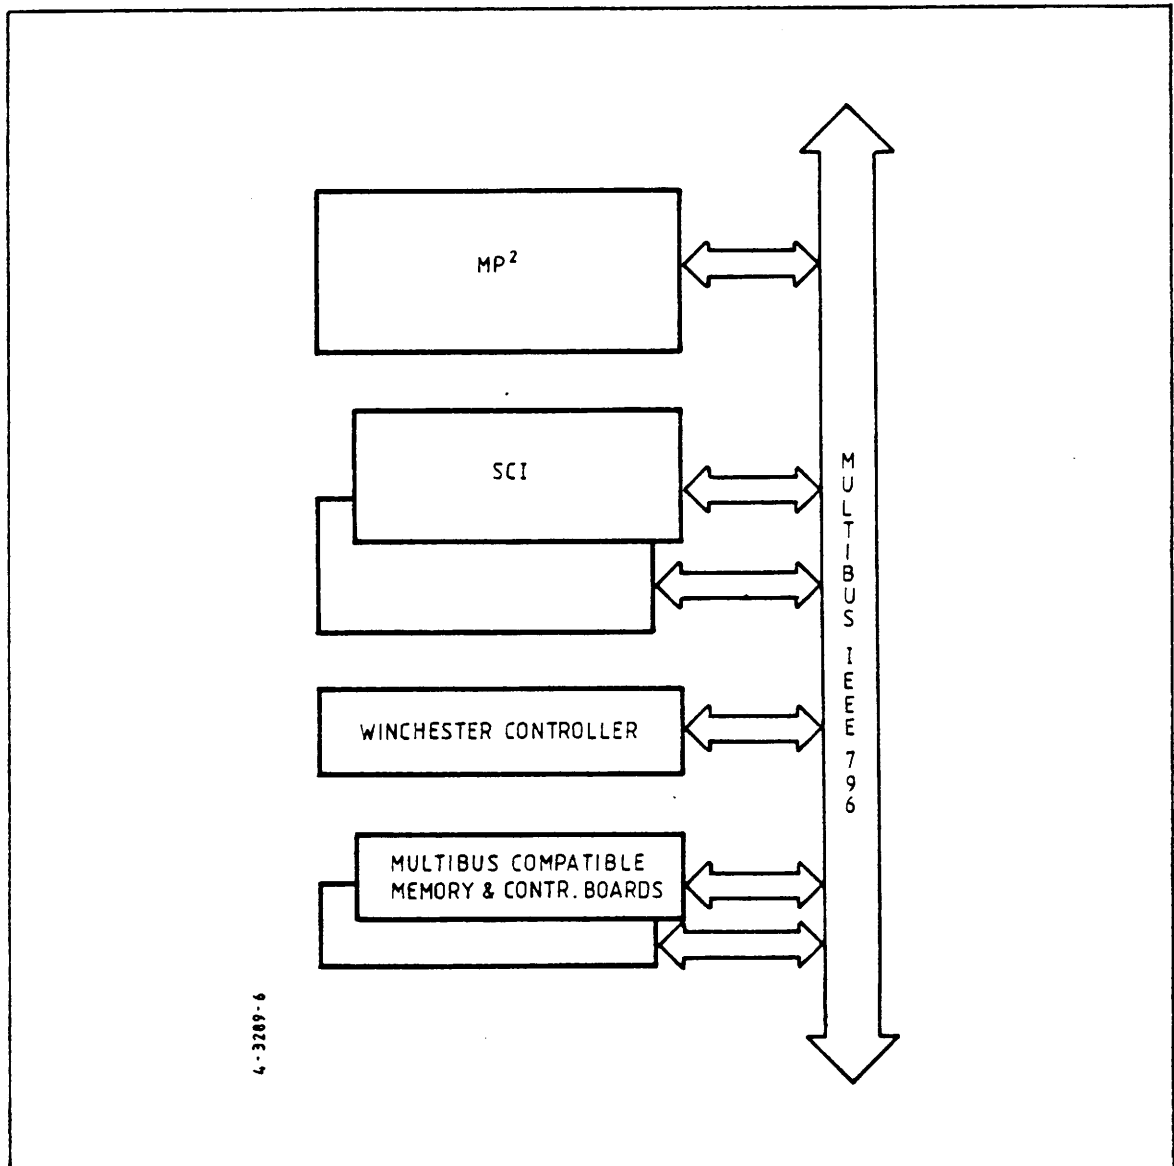 MP²
SCI
WINCHESTER CONTROLLER
MULTIBUS COMPATIBLE
MEMORY & CONTR. BOARDS
MULTIBUS IEEE 796
4-3289-6